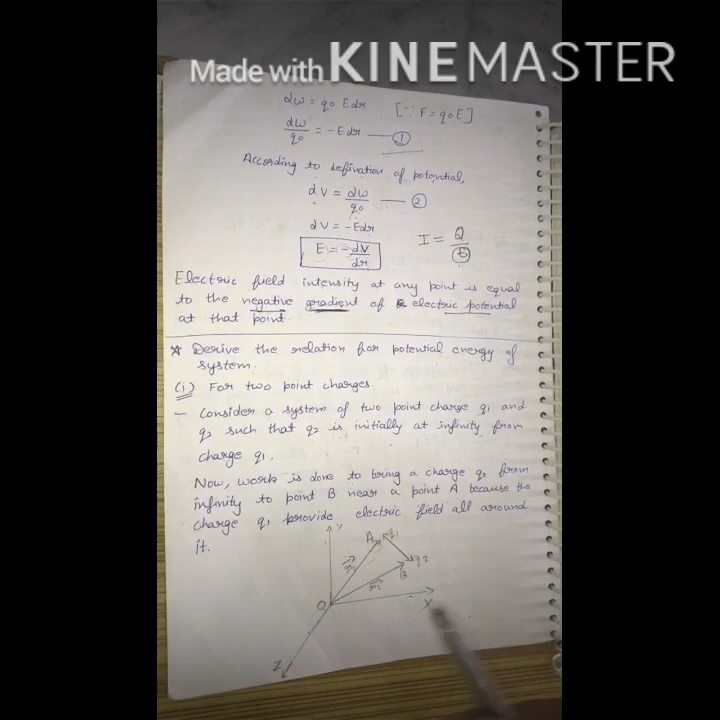 Made with KINEMASTER
dw = q0 Edr [∵ F = q0E]
dw/q0 = -Edr —— ①
According to defination of potential,
dV = dw/q0 —— ②
dV = -Edr
E = -dV/dr
I = Q/t
Electric field intensity at any point is equal
to the negative gradient of electric potential
at that point.
* Derive the relation for potential energy of
system.
(i) For two point charges.
– Consider a system of two point charge q1 and
q2 such that q2 is initially at infinity from
charge q1.
Now, work is done to bring a charge q2 from
infinity to point B near a point A because the
charge q1 provide electric field all around
it.
Y
A q1
q2
B
r1
r2
O
X
Z